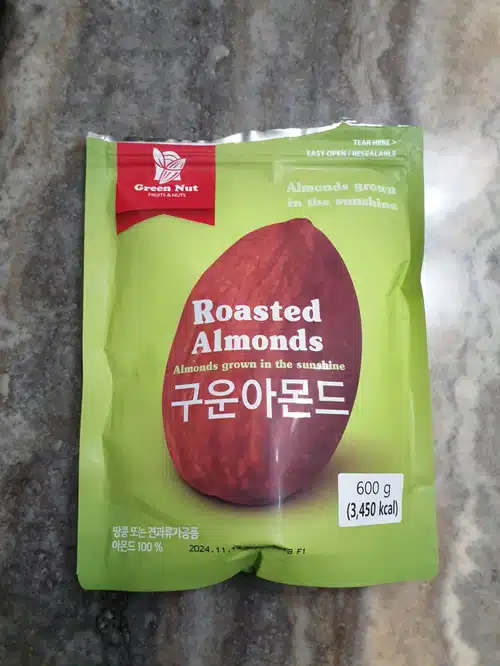 TEAR HERE >
EASY OPEN / RESEALABLE
Green Nut
FRUITS & NUTS
Almonds grown
in the sunshine
Roasted
Almonds
Almonds grown in the sunshine
구운아몬드
600 g
(3,450 kcal)
땅콩 또는 견과류가공품
아몬드 100 %
F1